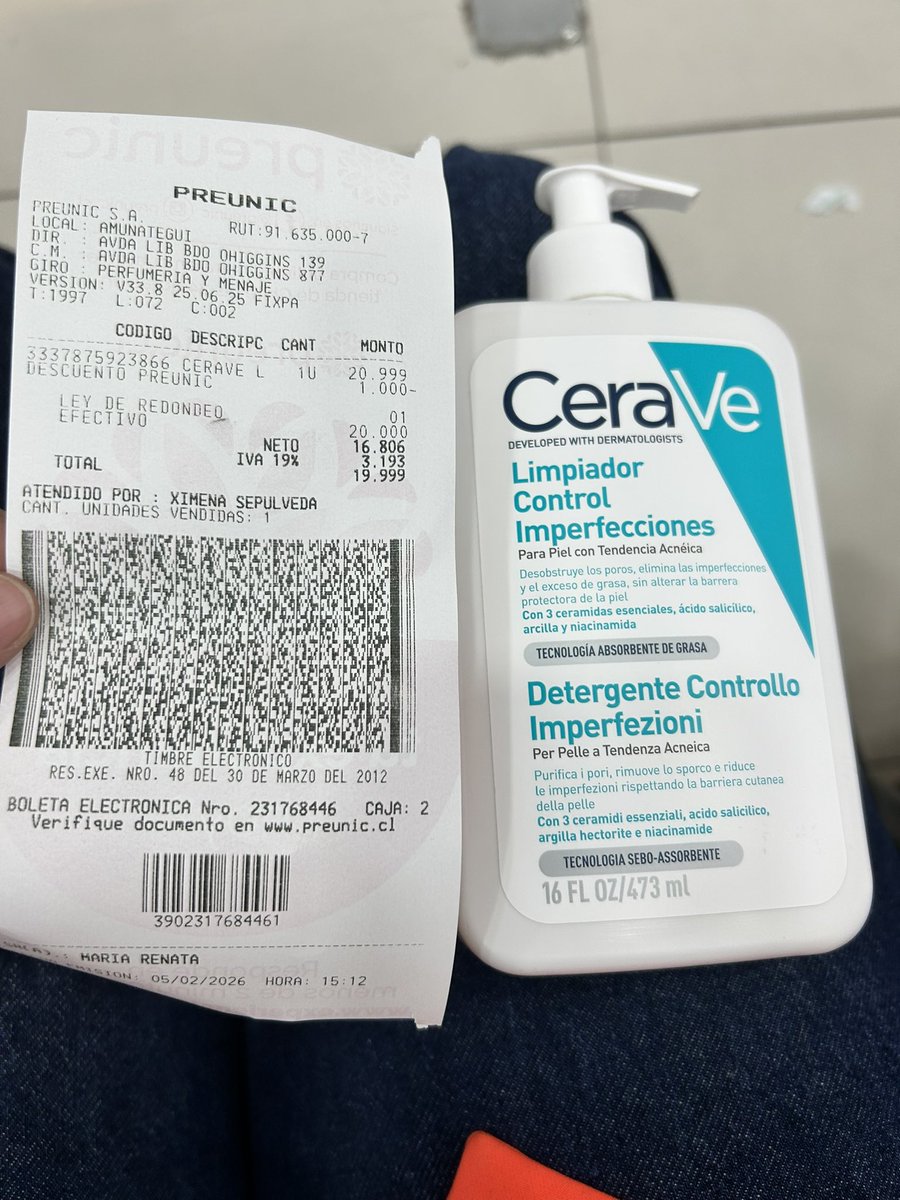 PREUNIC
PREUNIC S.A. RUT:91.635.000-7
LOCAL: AMUNATEGUI
DIR. : AVDA LIB BDO OHIGGINS 139
C.M. : AVDA LIB BDO OHIGGINS 877
GIRO : PERFUMERIA Y MENAJE
VERSION: V33.8 25.06.25 FIXPA
T:1997 L:072 C:002
CODIGO DESCRIPC CANT MONTO
3337875923866 CERAVE L 1U 20.999
DESCUENTO PREUNIC 1.000-
LEY DE REDONDEO 01
EFECTIVO 20.000
NETO 16.806
IVA 19% 3.193
TOTAL 19.999
ATENDIDO POR : XIMENA SEPULVEDA
CANT. UNIDADES VENDIDAS: 1
TIMBRE ELECTRONICO
RES.EXE. NRO. 48 DEL 30 DE MARZO DEL 2012
BOLETA ELECTRONICA Nro. 231768446 CAJA: 2
Verifique documento en www.preunic.cl
3902317684461
: MARIA RENATA
: 05/02/2026 HORA: 15:12
CeraVe
DEVELOPED WITH DERMATOLOGISTS
Limpiador
Control
Imperfecciones
Para Piel con Tendencia Acnéica
Desobstruye los poros, elimina las imperfecciones
y el exceso de grasa, sin alterar la barrera
protectora de la piel
Con 3 ceramidas esenciales, ácido salicílico,
arcilla y niacinamida
TECNOLOGÍA ABSORBENTE DE GRASA
Detergente Controllo
Imperfezioni
Per Pelle a Tendenza Acneica
Purifica i pori, rimuove lo sporco e riduce
le imperfezioni rispettando la barriera cutanea
della pelle
Con 3 ceramidi essenziali, acido salicilico,
argilla hectorite e niacinamide
TECNOLOGIA SEBO-ASSORBENTE
16 FL OZ/473 ml